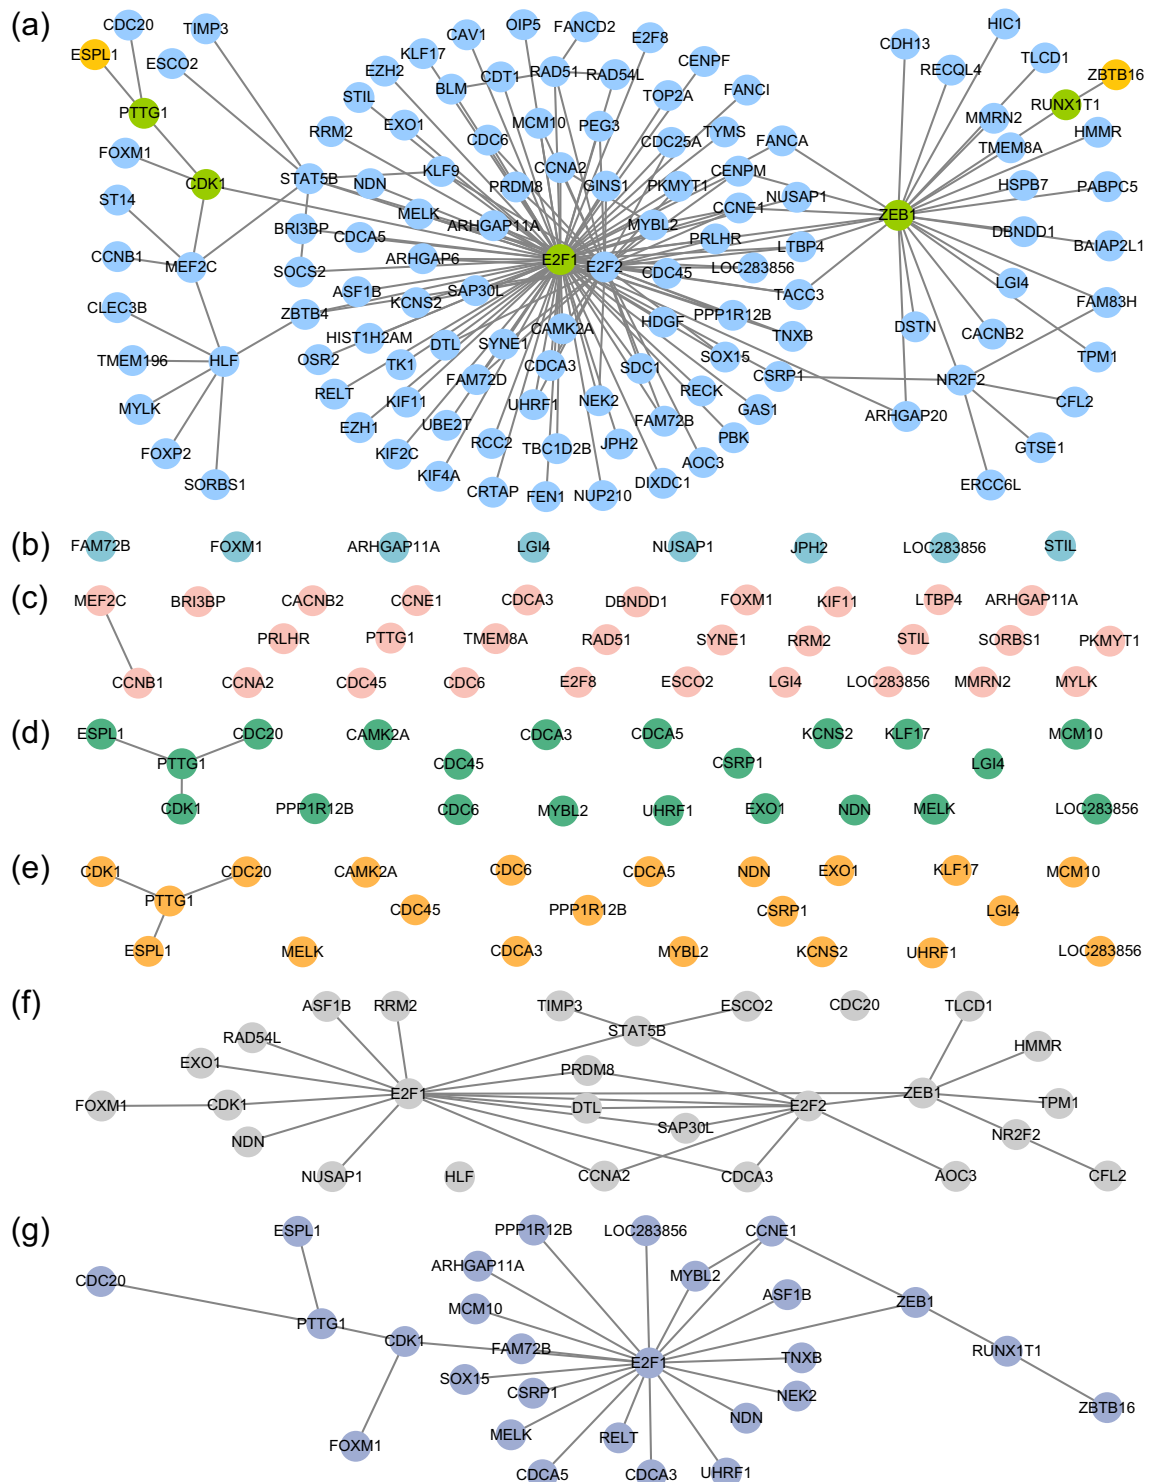 (a)
CDC20
TIMP3
OIP5
FANCD2
HIC1
ESPL1
ESCO2
CAV1
E2F8
CDH13
TLCD1
KLF17
CENPF
RECQL4
ZBTB16
EZH2
BLM
CDT1
RAD51
RAD54L
TOP2A
FANCI
RUNX1T1
PTTG1
STIL
EXO1
MCM10
PEG3
MMRN2
RRM2
CDC6
CDC25A
TYMS
FANCA
TMEM8A
HMMR
FOXM1
CDK1
STAT5B
NDN
KLF9
PRDM8
CCNA2
GINS1
PKMYT1
CENPM
NUSAP1
HSPB7
PABPC5
ST14
MELK
ARHGAP11A
MYBL2
CCNE1
ZEB1
BRI3BP
CDCA5
PRLHR
LTBP4
DBNDD1
BAIAP2L1
CCNB1
MEF2C
SOCS2
ARHGAP6
E2F1
E2F2
CDC45
LOC283856
LGI4
ASF1B
KCNS2
SAP30L
TACC3
FAM83H
CLEC3B
ZBTB4
HIST1H2AM
CAMK2A
HDGF
PPP1R12B
TNXB
DSTN
CACNB2
TMEM196
HLF
OSR2
TK1
DTL
SYNE1
CDCA3
SDC1
SOX15
CSRP1
NR2F2
TPM1
MYLK
RELT
KIF11
FAM72D
UHRF1
NEK2
RECK
GAS1
ARHGAP20
CFL2
FOXP2
EZH1
UBE2T
FAM72B
PBK
GTSE1
KIF2C
RCC2
TBC1D2B
JPH2
AOC3
SORBS1
KIF4A
CRTAP
FEN1
NUP210
DIXDC1
ERCC6L
(b)
FAM72B
FOXM1
ARHGAP11A
LGI4
NUSAP1
JPH2
LOC283856
STIL
(c)
MEF2C
BRI3BP
CACNB2
CCNE1
CDCA3
DBNDD1
FOXM1
KIF11
LTBP4
ARHGAP11A
PRLHR
PTTG1
TMEM8A
RAD51
SYNE1
RRM2
STIL
SORBS1
PKMYT1
CCNB1
CCNA2
CDC45
CDC6
E2F8
ESCO2
LGI4
LOC283856
MMRN2
MYLK
(d)
ESPL1
CDC20
CAMK2A
CDCA3
CDCA5
KCNS2
KLF17
MCM10
PTTG1
CDC45
CSRP1
LGI4
CDK1
PPP1R12B
CDC6
MYBL2
UHRF1
EXO1
NDN
MELK
LOC283856
(e)
CDK1
CDC20
CAMK2A
CDC6
CDCA5
NDN
EXO1
KLF17
MCM10
PTTG1
CDC45
PPP1R12B
CSRP1
LGI4
ESPL1
MELK
CDCA3
MYBL2
KCNS2
UHRF1
LOC283856
(f)
ASF1B
RRM2
TIMP3
ESCO2
CDC20
TLCD1
RAD54L
STAT5B
HMMR
EXO1
PRDM8
FOXM1
CDK1
E2F1
DTL
E2F2
ZEB1
TPM1
NDN
SAP30L
NR2F2
NUSAP1
HLF
CCNA2
CDCA3
AOC3
CFL2
(g)
ESPL1
PPP1R12B
LOC283856
CCNE1
CDC20
ARHGAP11A
MYBL2
MCM10
ASF1B
ZEB1
PTTG1
CDK1
FAM72B
E2F1
TNXB
RUNX1T1
SOX15
CSRP1
NEK2
ZBTB16
FOXM1
MELK
RELT
NDN
CDCA5
CDCA3
UHRF1